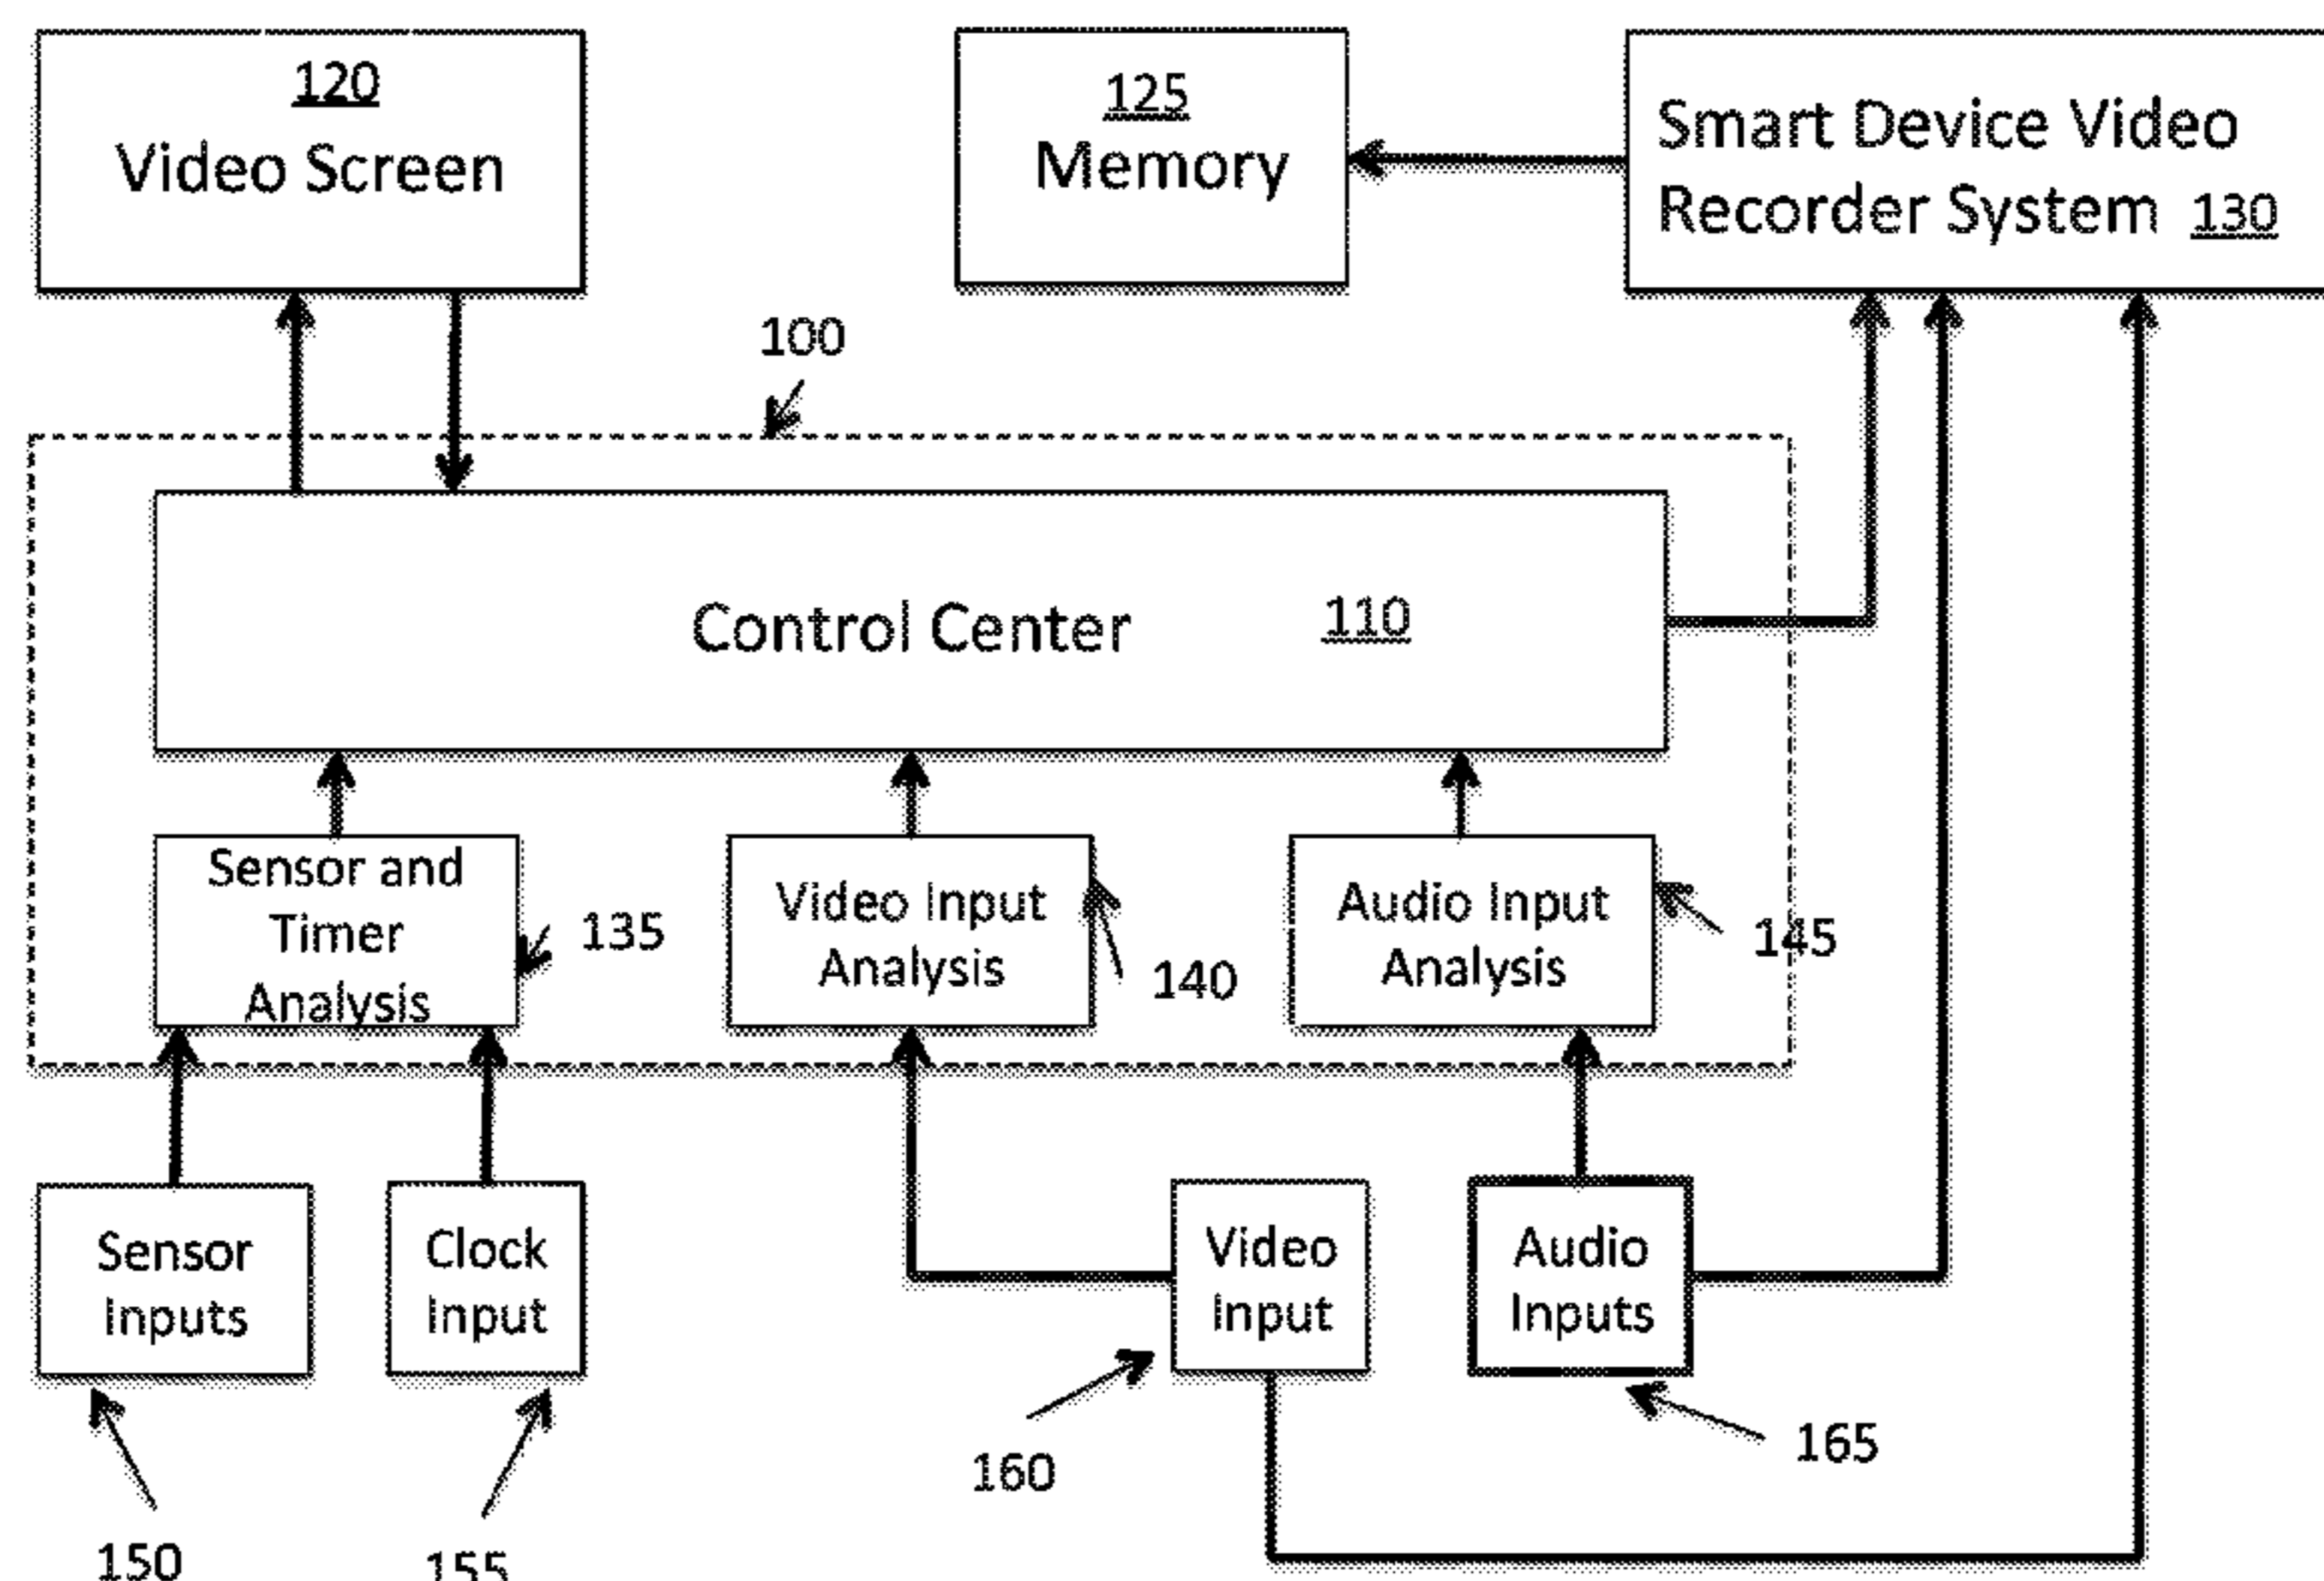 120
Video Screen
125
Memory
Smart Device Video
Recorder System 130
100
Control Center 110
Sensor and
Timer
Analysis
135
Video Input
Analysis
140
Audio Input
Analysis
145
Sensor
Inputs
Clock
Input
Video
Input
Audio
Inputs
150
155
160
165